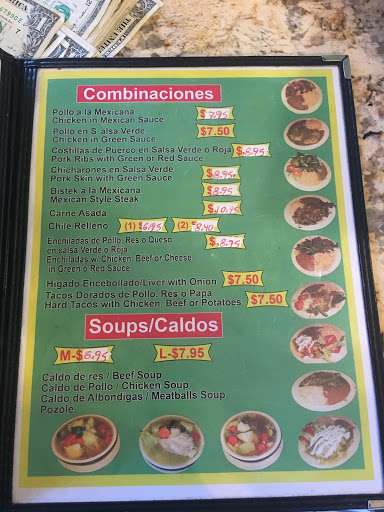 Combinaciones
Pollo a la Mexicana $7.95
Chicken in Mexican Sauce
Pollo en S alsa Verde $7.50
Chicken in Green Sauce
Costillas de Puerco en Salsa Verde o Roja $8.95
Pork Ribs with Green or Red Sauce
Chicharones en Salsa Verde $8.95
Pork Skin with Green Sauce
Bistek a la Mexicana $8.95
Mexican Style Steak
Carne Asada $10.95
Chile Relleno (1) $6.95 (2) $8.40
Enchiladas de Pollo, Res o Queso $8.75
en salsa Verde o Roja
Enchiladas w. Chicken, Beef or Cheese
in Green o Red Sauce
Higado Encebollado/Liver with Onion $7.50
Tacos Dorados de Pollo, Res o Papa $7.50
Hard Tacos with Chicken, Beef or Potatoes
Soups/Caldos
M-$6.95 L-$7.95
Caldo de res / Beef Soup
Caldo de Pollo / Chicken Soup
Caldo de Albondigas / Meatballs Soup
Pozole